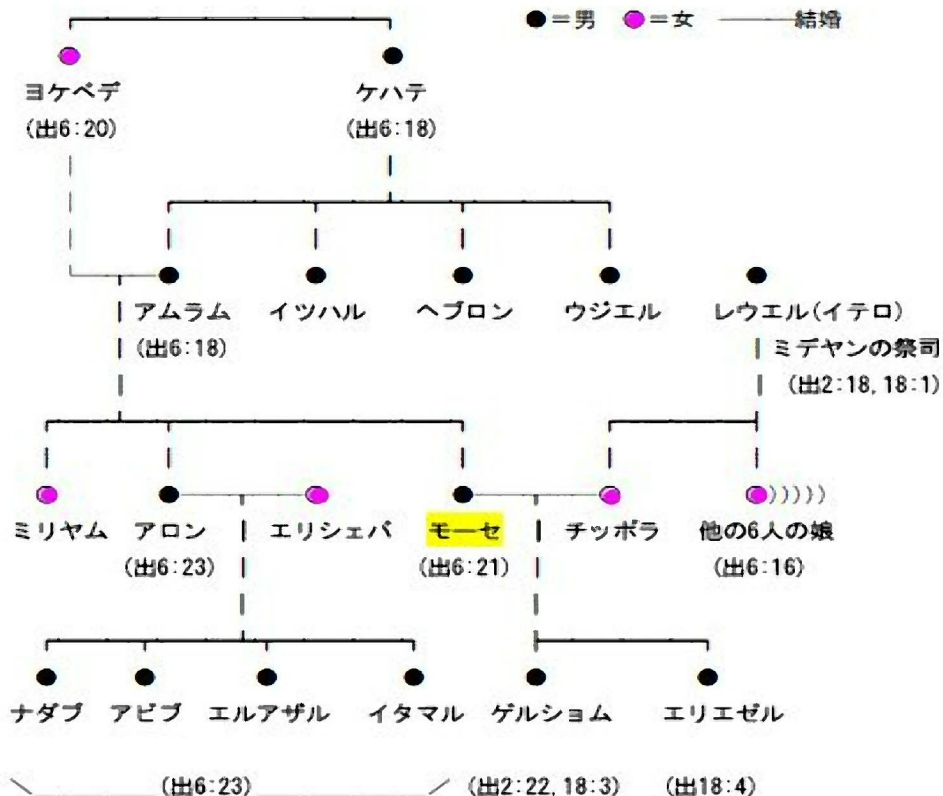 ●=男 ●=女 ―――結婚
ヨケベデ ケハテ
(出6:20) (出6:18)
アムラム イツハル ヘブロン ウジエル レウエル(イテロ)
(出6:18) ミデヤンの祭司
(出2:18, 18:1)
ミリヤム アロン エリシェバ モーセ チッポラ 他の6人の娘
(出6:23) (出6:21) (出6:16)
ナダブ アビブ エルアザル イタマル ゲルショム エリエゼル
(出6:23) (出2:22, 18:3) (出18:4)